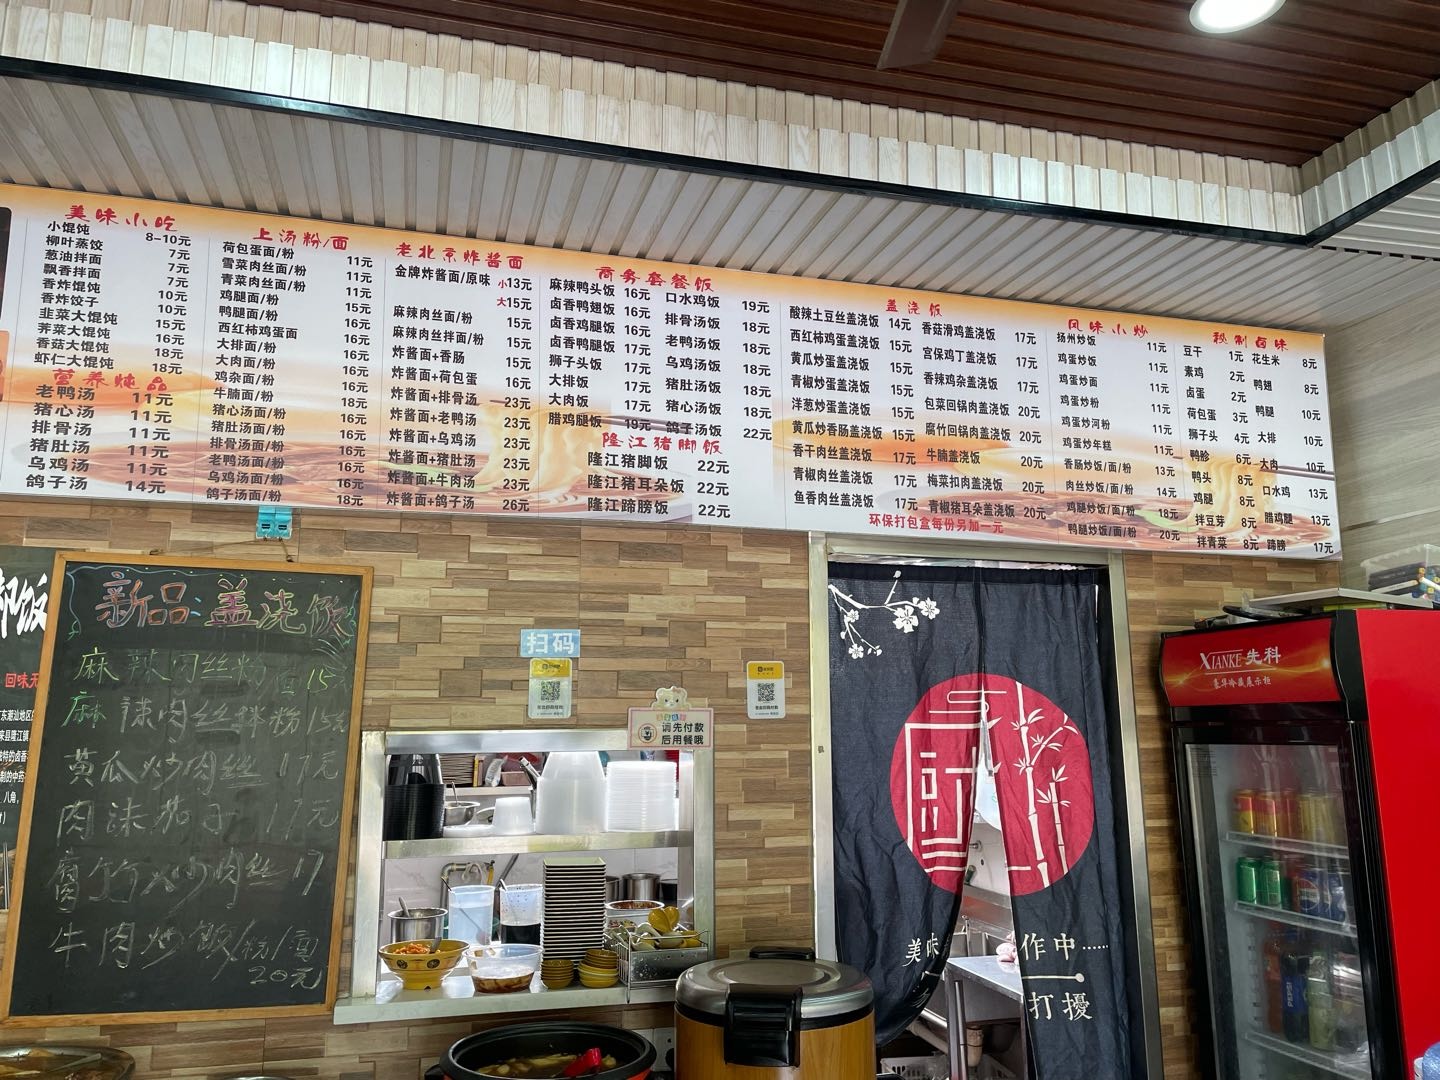 美味小吃
小馄饨 8-10元
柳叶蒸饺 7元
葱油拌面 7元
飘香拌面 7元
香炸馄饨 10元
香炸饺子 10元
韭菜大馄饨 15元
荠菜大馄饨 16元
香菇大馄饨 18元
虾仁大馄饨 18元
营养炖品
老鸭汤 11元
猪心汤 11元
排骨汤 11元
猪肚汤 11元
乌鸡汤 11元
鸽子汤 14元
上汤粉/面
荷包蛋面/粉 11元
雪菜肉丝面/粉 11元
青菜肉丝面/粉 11元
鸡腿面/粉 15元
鸭腿面/粉 16元
西红柿鸡蛋面 16元
大排面/粉 16元
大肉面/粉 16元
鸡杂面/粉 16元
牛腩面/粉 18元
猪心汤面/粉 16元
猪肚汤面/粉 16元
排骨汤面/粉 16元
老鸭汤面/粉 16元
乌鸡汤面/粉 16元
鸽子汤面/粉 18元
老北京炸酱面
金牌炸酱面/原味 小13元
大15元
麻辣肉丝面/粉 15元
麻辣肉丝拌面/粉 15元
炸酱面+香肠 15元
炸酱面+荷包蛋 16元
炸酱面+排骨汤 23元
炸酱面+老鸭汤 23元
炸酱面+乌鸡汤 23元
炸酱面+猪肚汤 23元
炸酱面+牛肉汤 23元
炸酱面+鸽子汤 26元
商务套餐饭
麻辣鸭头饭 16元
卤香鸭翅饭 16元
卤香鸡腿饭 16元
卤香鸭腿饭 17元
狮子头饭 17元
大排饭 17元
大肉饭 17元
腊鸡腿饭 19元
口水鸡饭 19元
排骨汤饭 18元
老鸭汤饭 18元
乌鸡汤饭 18元
猪肚汤饭 18元
猪心汤饭 18元
鸽子汤饭 22元
隆江猪脚饭
隆江猪脚饭 22元
隆江猪耳朵饭 22元
隆江蹄膀饭 22元
盖浇饭
酸辣土豆丝盖浇饭 14元
西红柿鸡蛋盖浇饭 15元
黄瓜炒蛋盖浇饭 15元
青椒炒蛋盖浇饭 15元
洋葱炒蛋盖浇饭 15元
黄瓜炒香肠盖浇饭 15元
香干肉丝盖浇饭 17元
青椒肉丝盖浇饭 17元
鱼香肉丝盖浇饭 17元
香菇滑鸡盖浇饭 17元
宫保鸡丁盖浇饭 17元
香辣鸡杂盖浇饭 17元
包菜回锅肉盖浇饭 20元
腐竹回锅肉盖浇饭 20元
牛腩盖浇饭 20元
梅菜扣肉盖浇饭 20元
青椒猪耳朵盖浇饭 20元
环保打包盒每份另加一元
风味小炒
扬州炒饭 11元
鸡蛋炒饭 11元
鸡蛋炒面 11元
鸡蛋炒粉 11元
鸡蛋炒河粉 11元
鸡蛋炒年糕 11元
香肠炒饭/面/粉 13元
肉丝炒饭/面/粉 14元
鸡腿炒饭/面/粉 18元
鸭腿炒饭/面/粉 20元
秘制卤味
豆干 1元
素鸡 2元
卤蛋 2元
荷包蛋 3元
狮子头 4元
鸭胗 6元
鸭头 8元
鸡腿 8元
拌豆芽 8元
拌青菜 8元
花生米 8元
鸭翅 8元
鸭腿 10元
大排 10元
大肉 10元
口水鸡 13元
腊鸡腿 13元
蹄膀 17元
新品:盖浇饭
麻辣肉丝粉面15元
麻辣肉丝拌粉15元
黄瓜炒肉丝17元
肉沫茄子17元
腐竹炒肉丝17
牛肉炒饭/粉/面
20元
回味无
扫码
请先付款
后用餐哦
厨
美味
作中......
打擾
XIANKE先科
豪华冷藏展示柜
PEPSI